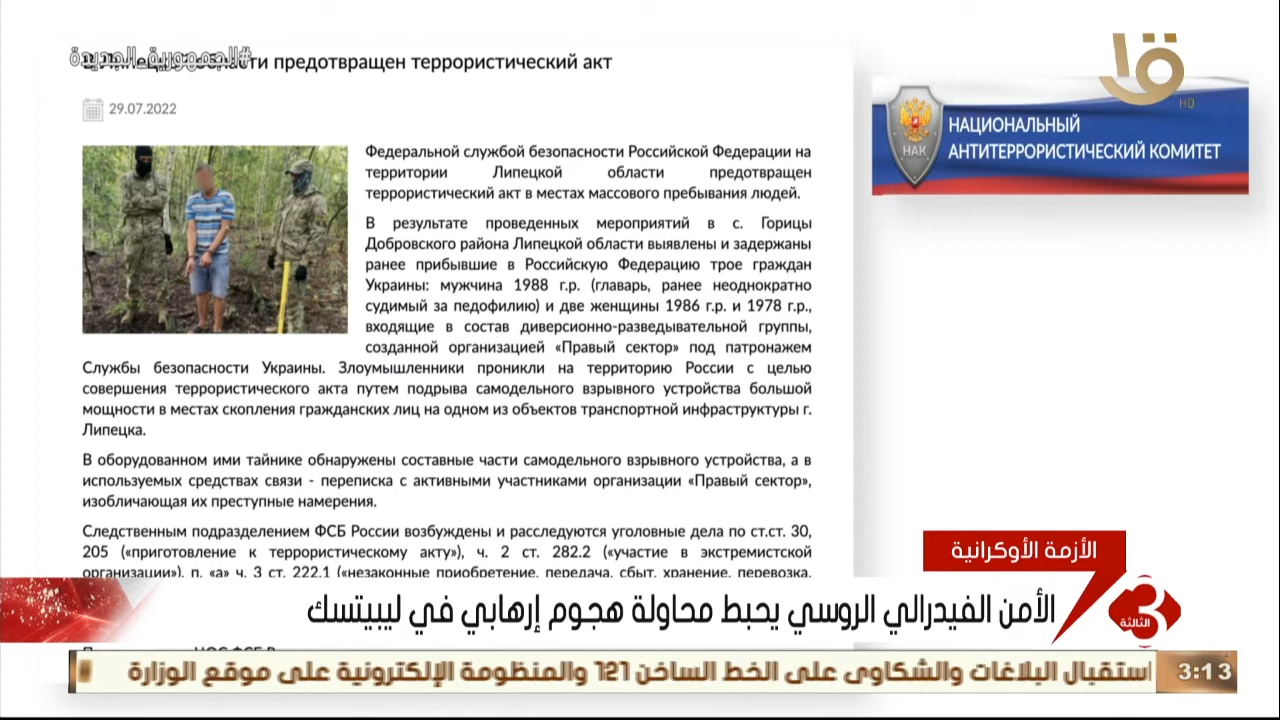 #الجمهورية_الجديدة
области предотвращен террористический акт
29.07.2022
HD
НАК
НАЦИОНАЛЬНЫЙ
АНТИТЕРРОРИСТИЧЕСКИЙ КОМИТЕТ
Федеральной службой безопасности Российской Федерации на
территории Липецкой области предотвращен
террористический акт в местах массового пребывания людей.
В результате проведенных мероприятий в с. Горицы
Добровского района Липецкой области выявлены и задержаны
ранее прибывшие в Российскую Федерацию трое граждан
Украины: мужчина 1988 г.р. (главарь, ранее неоднократно
судимый за педофилию) и две женщины 1986 г.р. и 1978 г.р.,
входящие в состав диверсионно-разведывательной группы,
созданной организацией «Правый сектор» под патронажем
Службы безопасности Украины. Злоумышленники проникли на территорию России с целью
совершения террористического акта путем подрыва самодельного взрывного устройства большой
мощности в местах скопления гражданских лиц на одном из объектов транспортной инфраструктуры г.
Липецка.
В оборудованном ими тайнике обнаружены составные части самодельного взрывного устройства, а в
используемых средствах связи - переписка с активными участниками организации «Правый сектор»,
изобличающая их преступные намерения.
Следственным подразделением ФСБ России возбуждены и расследуются уголовные дела по ст.ст. 30,
205 («приготовление к террористическому акту»), ч. 2 ст. 282.2 («участие в экстремистской
организации»), п. «а» ч. 3 ст. 222.1 («незаконные приобретение, передача, сбыт, хранение, перевозка,
الأزمة الأوكرانية
الأمن الفيدرالي الروسي يحبط محاولة هجوم إرهابي في ليبيتسك
3 الثالثة
استقبال البلاغات والشكاوى على الخط الساخن 121 والمنظومة الإلكترونية على موقع الوزارة
3:13